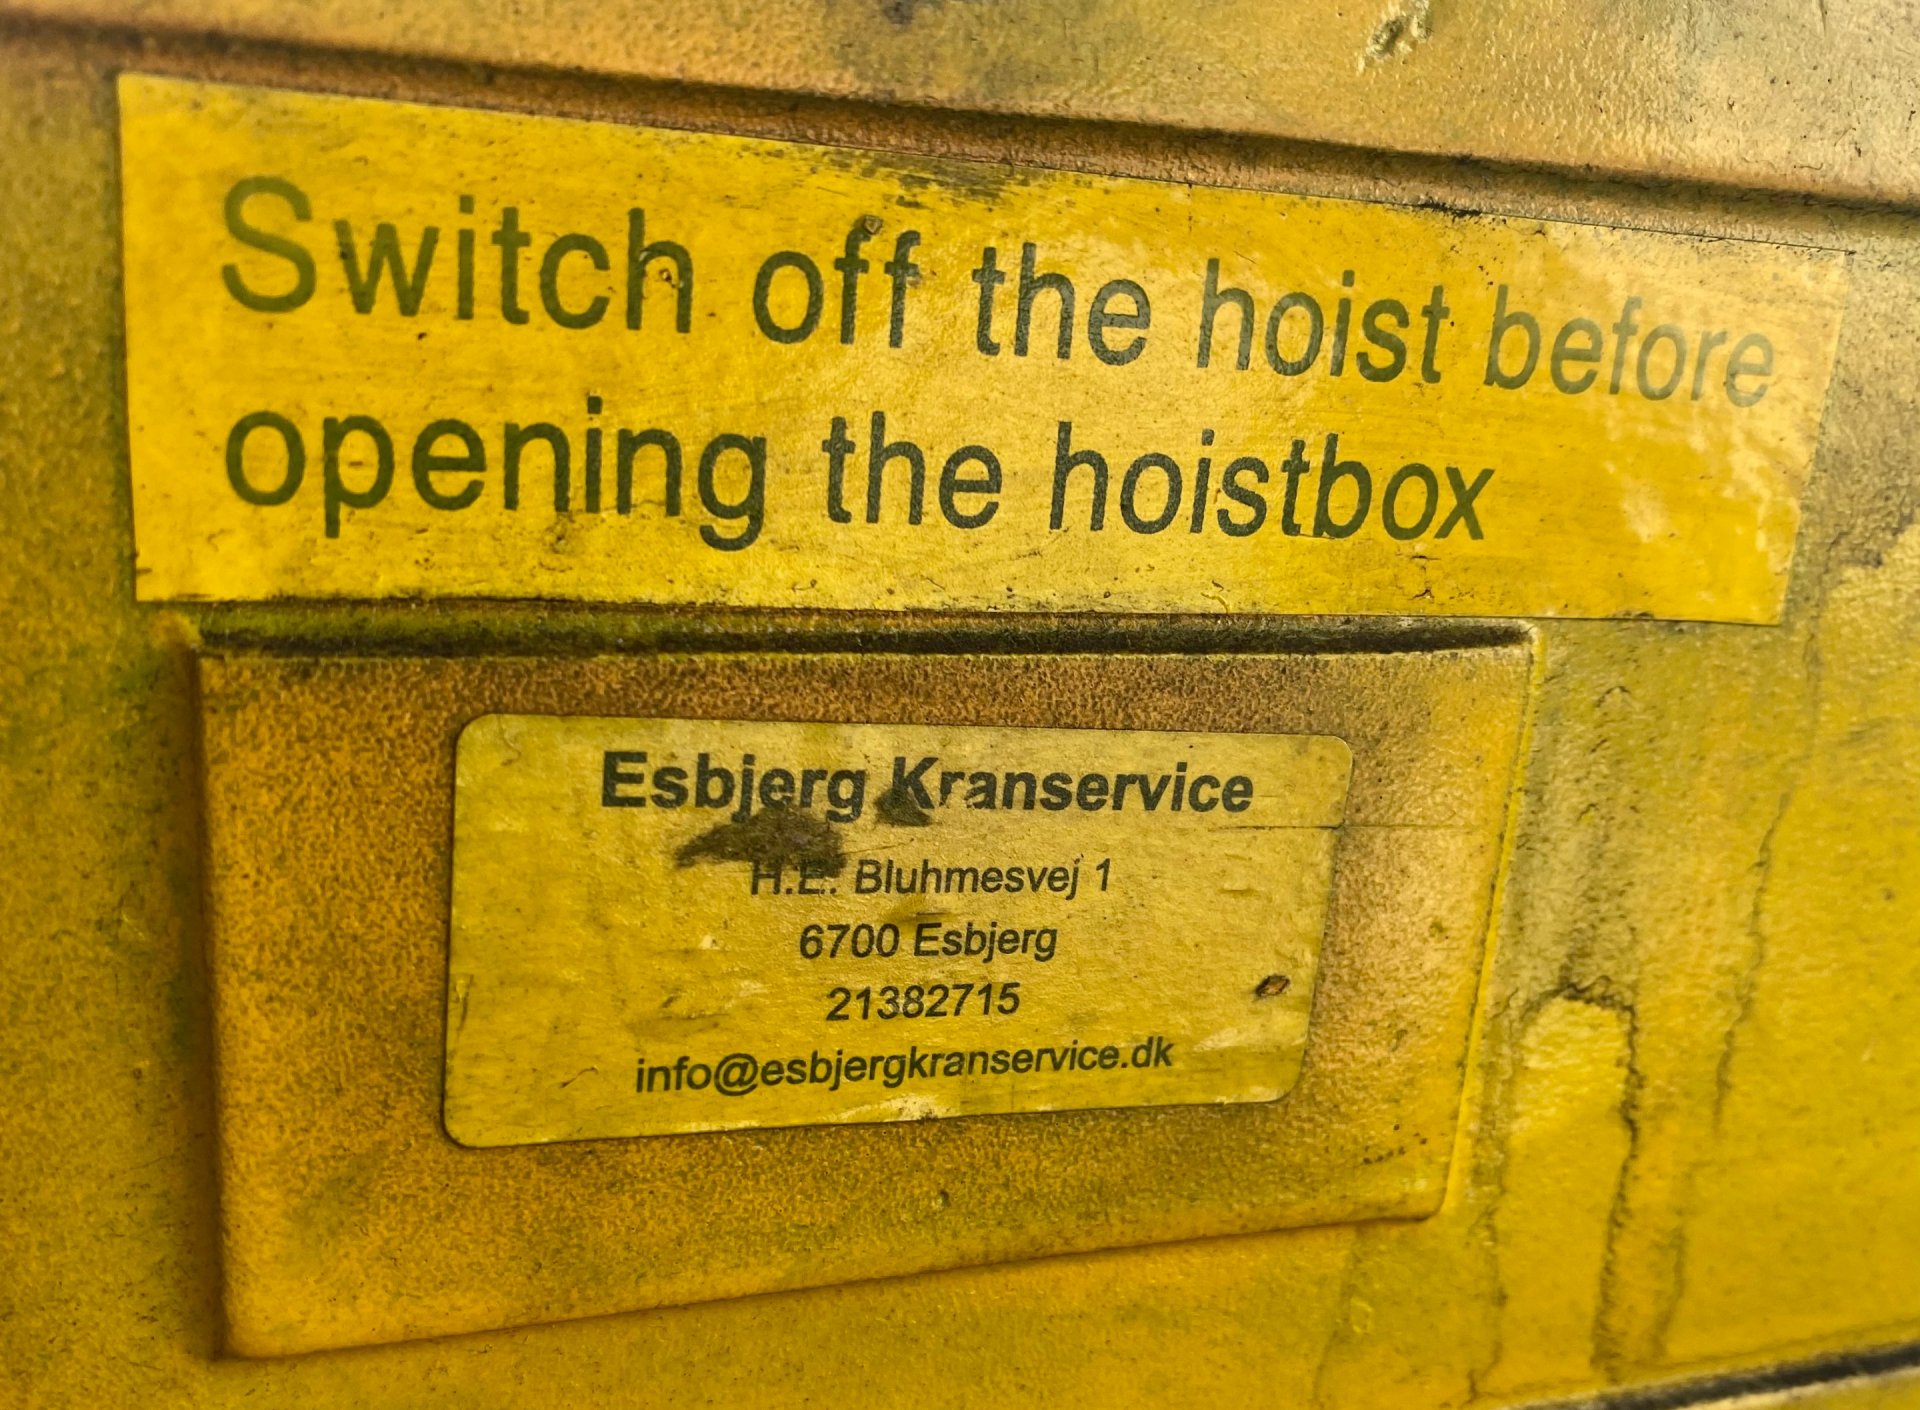 Switch off the hoist before
opening the hoistbox
Esbjerg Kranservice
H.E. Bluhmesvej 1
6700 Esbjerg
21382715
info@esbjergkranservice.dk